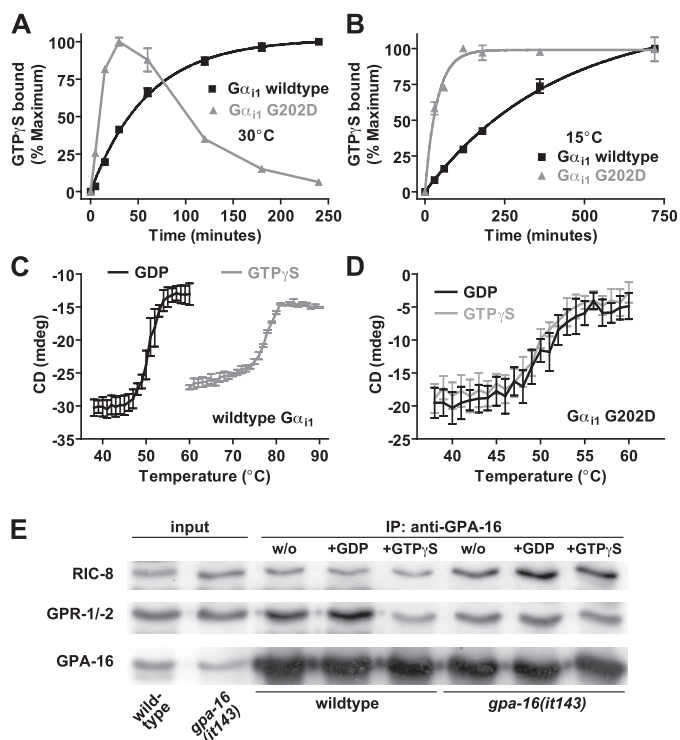 A
GTPγS bound
(% Maximum)
100
75
50
25
0
Gαi1 wildtype
Gαi1 G202D
30°C
0 50 100 150 200 250
Time (minutes)
B
GTPγS bound
(% Maximum)
100
75
50
25
0
15°C
Gαi1 wildtype
Gαi1 G202D
0 250 500 750
Time (minutes)
C
CD (mdeg)
-10
-15
-20
-25
-30
-35
GDP
GTPγS
wildtype Gαi1
40 50 60 70 80 90
Temperature (°C)
D
CD (mdeg)
0
-5
-10
-15
-20
-25
GDP
GTPγS
Gαi1 G202D
40 45 50 55 60
Temperature (°C)
E
input
IP: anti-GPA-16
w/o +GDP +GTPγS w/o +GDP +GTPγS
RIC-8
GPR-1/-2
GPA-16
wild-
type
gpa-16
(it143)
wildtype
gpa-16(it143)